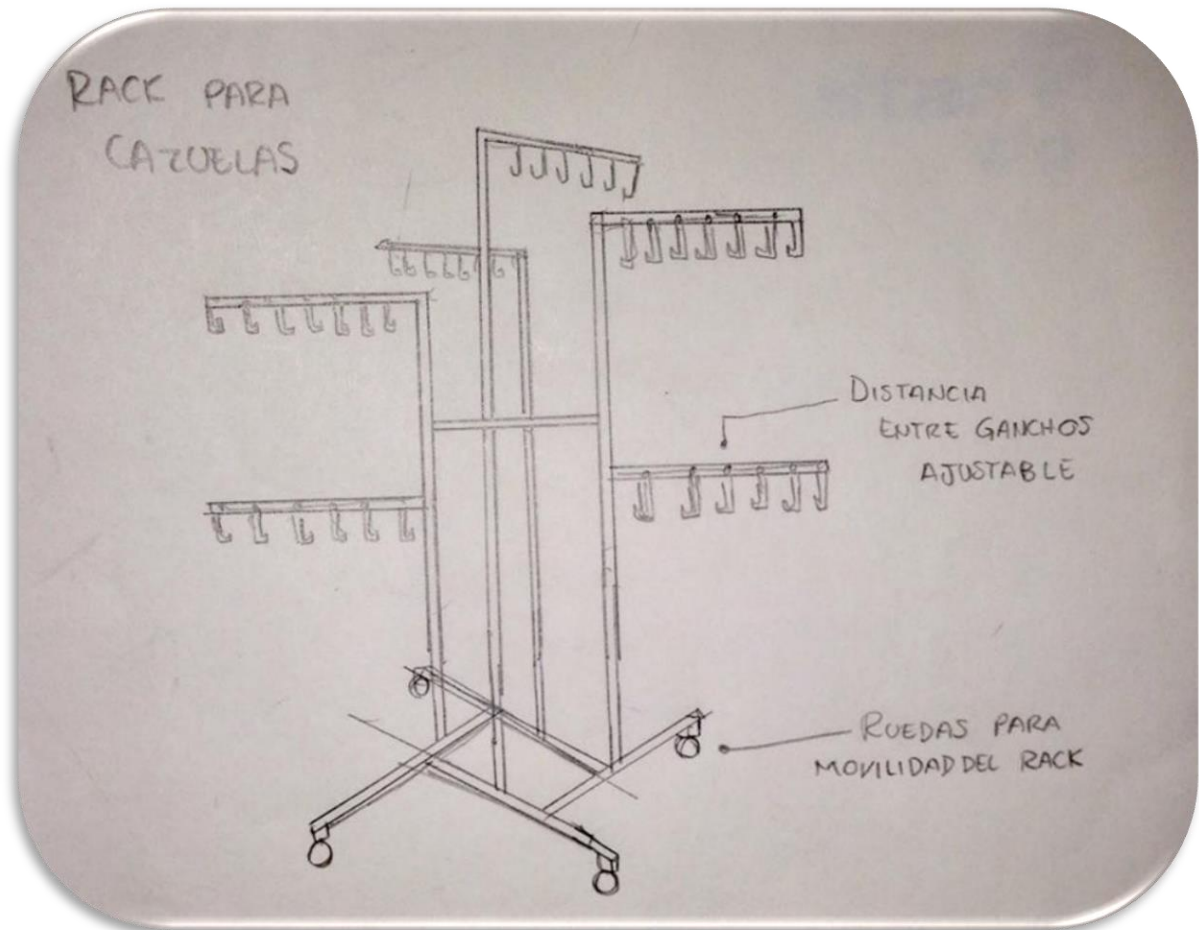 RACK PARA
CAZUELAS
DISTANCIA
ENTRE GANCHOS
AJUSTABLE
RUEDAS PARA
MOVILIDAD DEL RACK